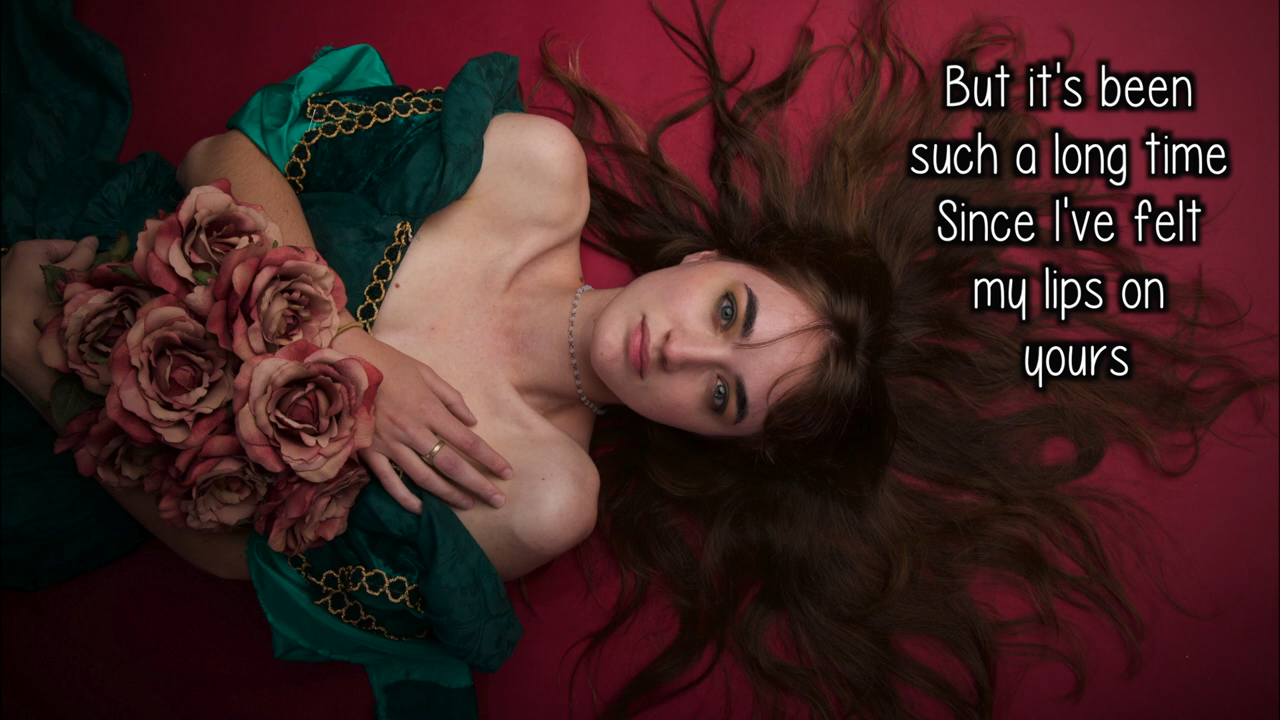 But it's been
such a long time
Since I've felt
my lips on
yours